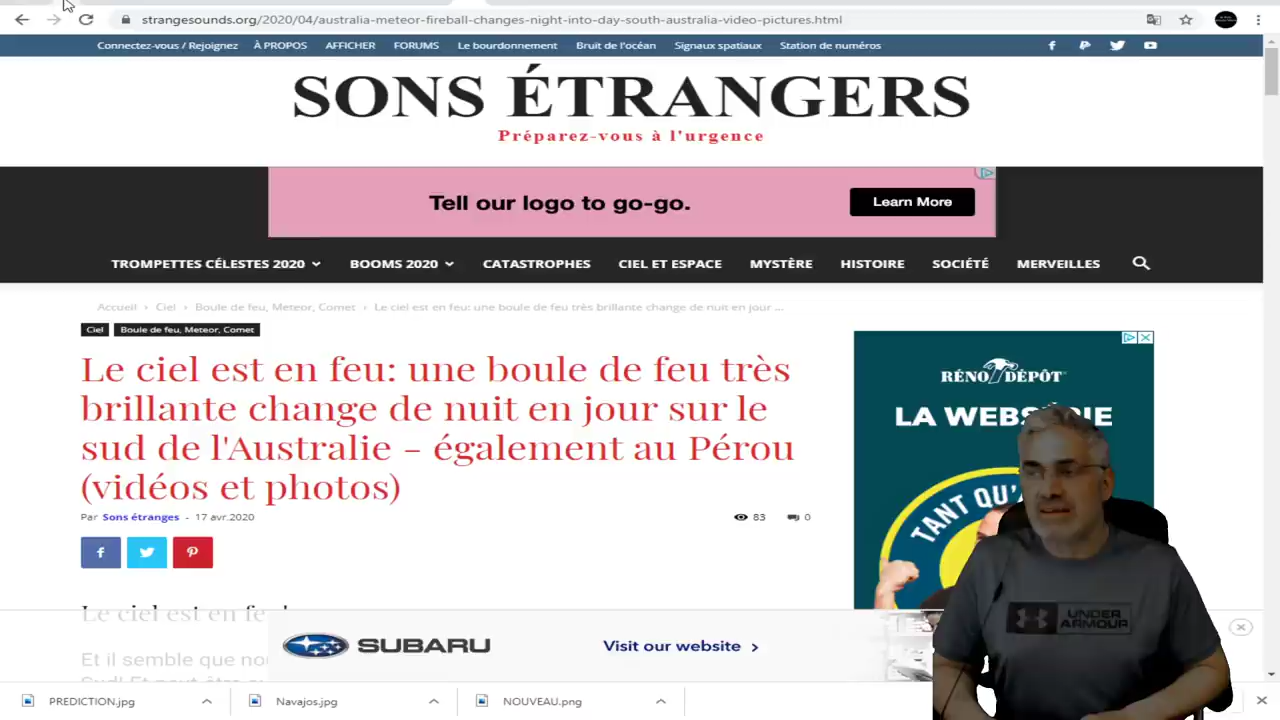 strangesounds.org/2020/04/australia-meteor-fireball-changes-night-into-day-south-australia-video-pictures.html
Connectez-vous / Rejoignez À PROPOS AFFICHER FORUMS Le bourdonnement Bruit de l'océan Signaux spatiaux Station de numéros
SONS ÉTRANGERS
Préparez-vous à l'urgence
Tell our logo to go-go. Learn More
TROMPETTES CÉLESTES 2020 BOOMS 2020 CATASTROPHES CIEL ET ESPACE MYSTÈRE HISTOIRE SOCIÉTÉ MERVEILLES
Accueil › Ciel › Boule de feu, Meteor, Comet › Le ciel est en feu: une boule de feu très brillante change de nuit en jour ...
Ciel Boule de feu, Meteor, Comet
Le ciel est en feu: une boule de feu très
brillante change de nuit en jour sur le
sud de l'Australie - également au Pérou
(vidéos et photos)
Par Sons étranges - 17 avr.2020 83 0
RÉNO DÉPÔT
LA WEBSÉRIE
TANT QU'
Le ciel est en feu
SUBARU Visit our website >
Et il semble que
UNDER ARMOUR
PREDICTION.jpg Navajos.jpg NOUVEAU.png